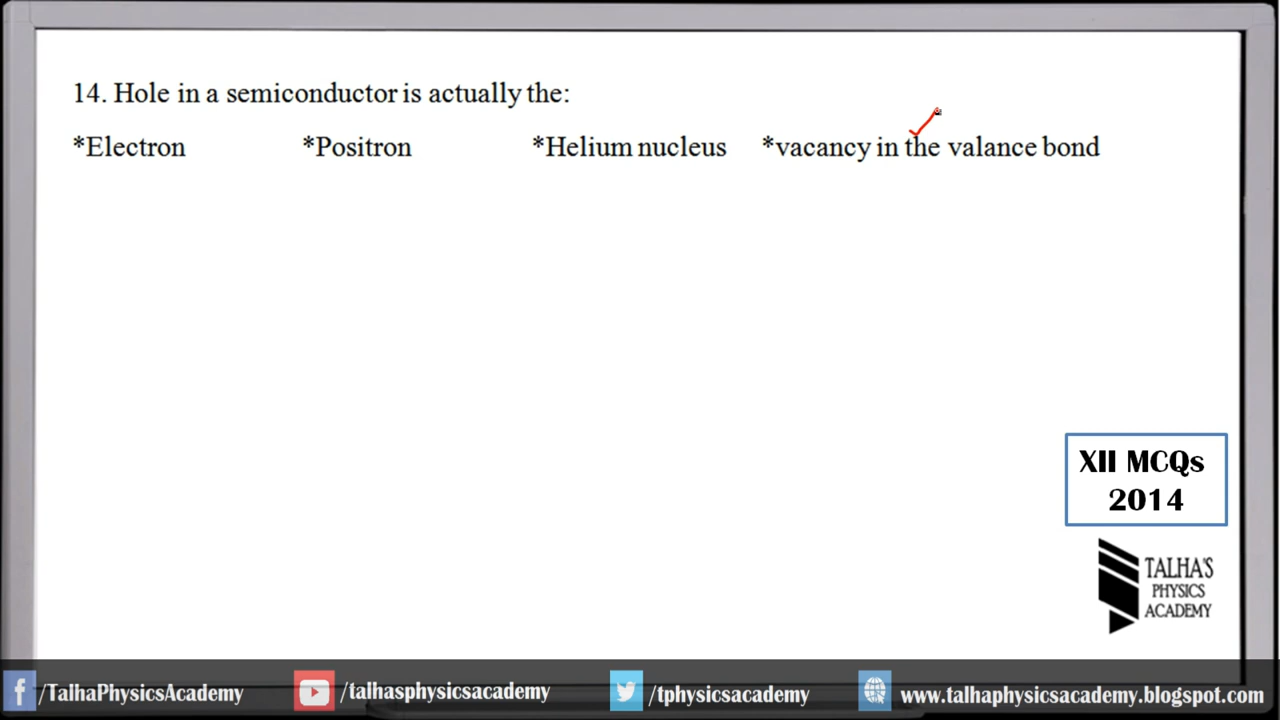 14. Hole in a semiconductor is actually the:
*Electron *Positron *Helium nucleus *vacancy in the valance bond
XII MCQs
2014
TALHA'S
PHYSICS
ACADEMY
/TalhaPhysicsAcademy /talhasphysicsacademy /tphysicsacademy www.talhaphysicsacademy.blogspot.com